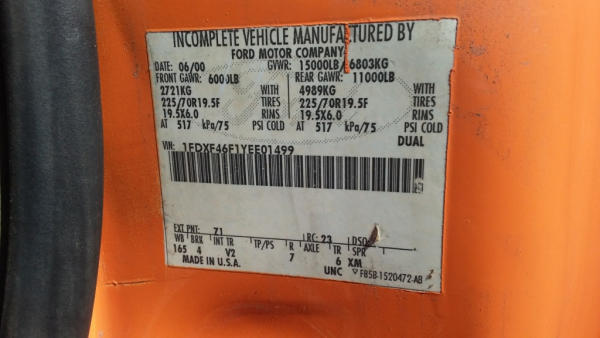 INCOMPLETE VEHICLE MANUFACTURED BY
FORD MOTOR COMPANY
DATE: 06/00 GVWR: 15000LB/ 6803KG
FRONT GAWR: 6000LB REAR GAWR: 11000LB
2721KG WITH 4989KG WITH
225/70R19.5F TIRES 225/70R19.5F TIRES
19.5X6.0 RIMS 19.5X6.0 RIMS
AT 517 kPa/75 PSI COLD AT 517 kPa/75 PSI COLD
DUAL
VIN: 1FDXF46F1YEE01499
EXT PNT: Z1 RC: 23 DSO:
WB BRK INT TR TP/PS R AXLE TR SPR
165 4 V2 7 6 XM
MADE IN U.S.A. UNC F85B-1520472-AB